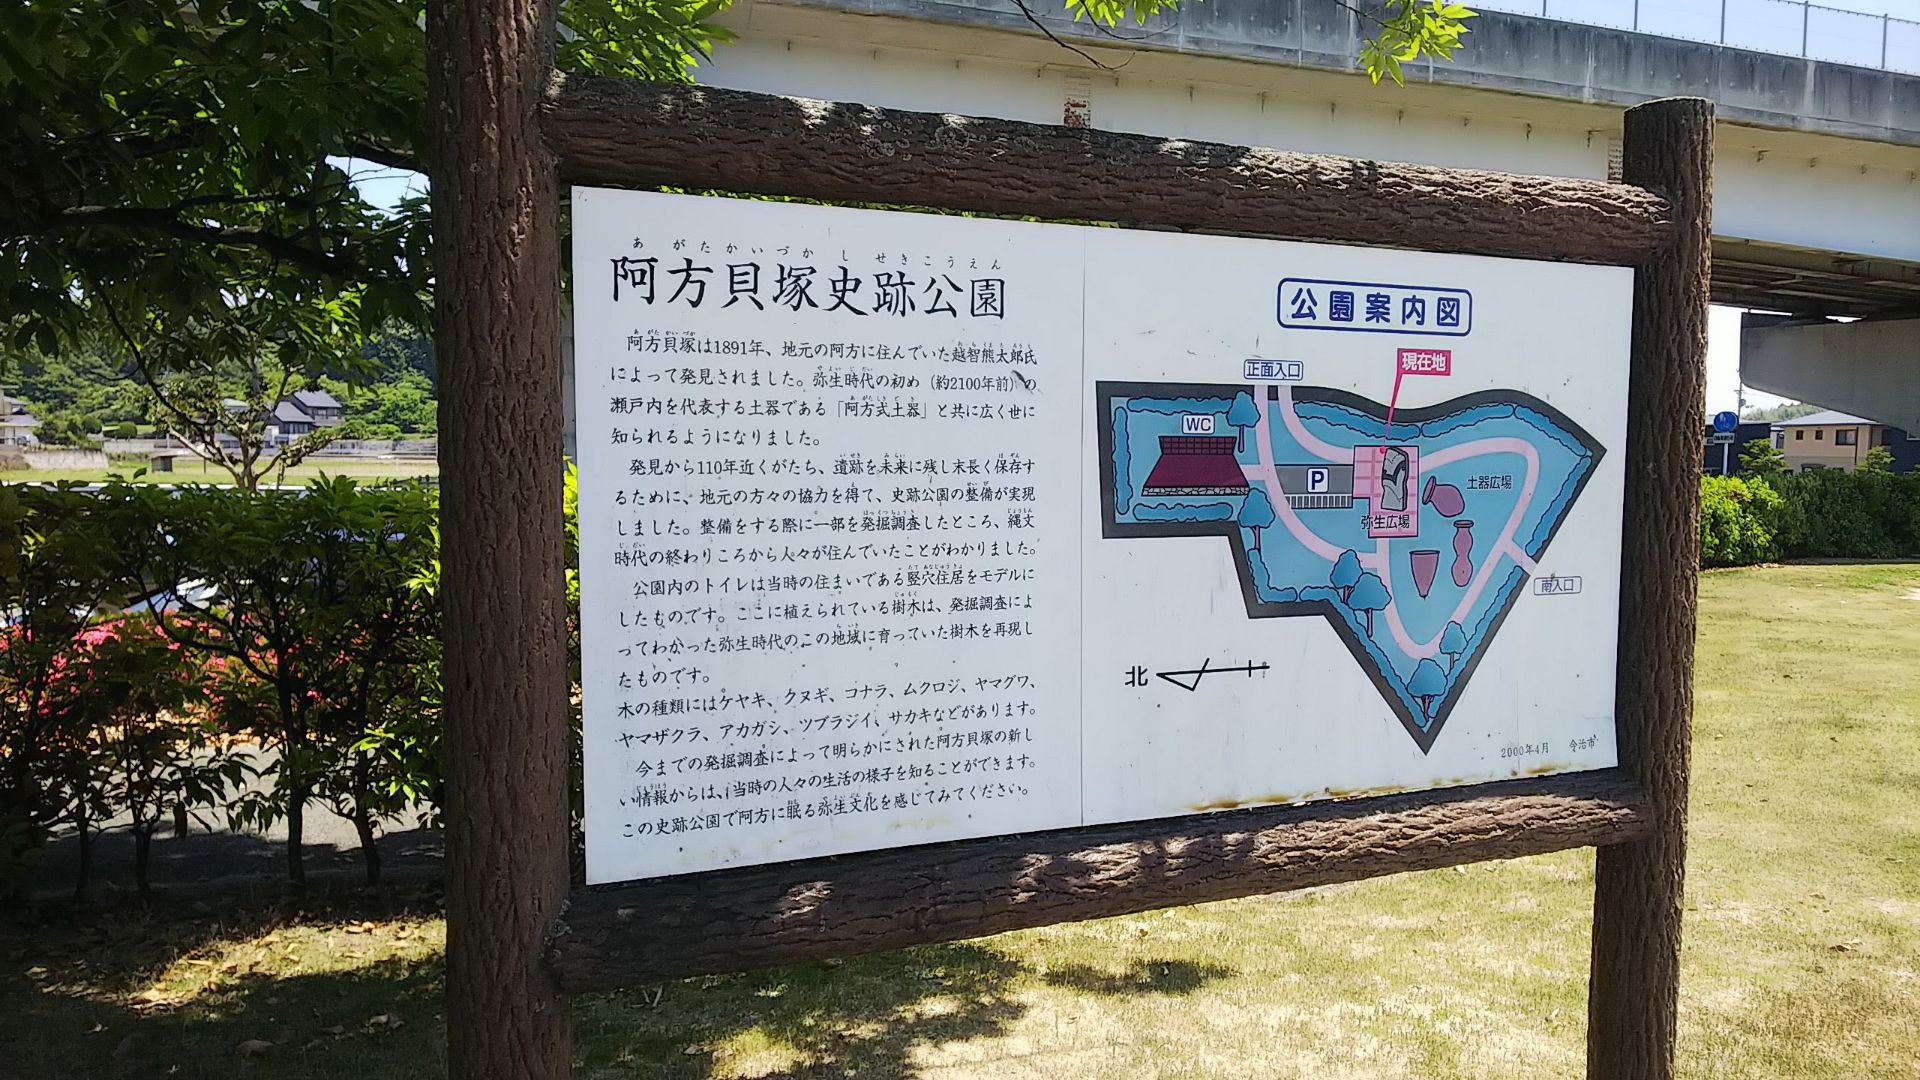 あがたかいづかしせきこうえん
阿方貝塚史跡公園
阿方貝塚は1891年、地元の阿方に住んでいた越智熊太郎氏
によって発見されました。弥生時代の初め（約2100年前）の
瀬戸内を代表する土器である「阿方式土器」と共に広く世に
知られるようになりました。
発見から110年近くがたち、遺跡を未来に残し末長く保存す
るために、地元の方々の協力を得て、史跡公園の整備が実現
しました。整備をする際に一部を発掘調査したところ、縄文
時代の終わりころから人々が住んでいたことがわかりました。
公園内のトイレは当時の住まいである竪穴住居をモデルに
したものです。ここに植えられている樹木は、発掘調査によ
ってわかった弥生時代のこの地域に育っていた樹木を再現し
たものです。
木の種類にはケヤキ、クヌギ、コナラ、ムクロジ、ヤマグワ、
ヤマザクラ、アカガシ、ツブラジイ、サカキなどがあります。
今までの発掘調査によって明らかにされた阿方貝塚の新し
い情報からは、当時の人々の生活の様子を知ることができます。
この史跡公園で阿方に眠る弥生文化を感じてみてください。
公園案内図
正面入口
現在地
WC
P
土器広場
弥生広場
南入口
北
2000年4月 今治市